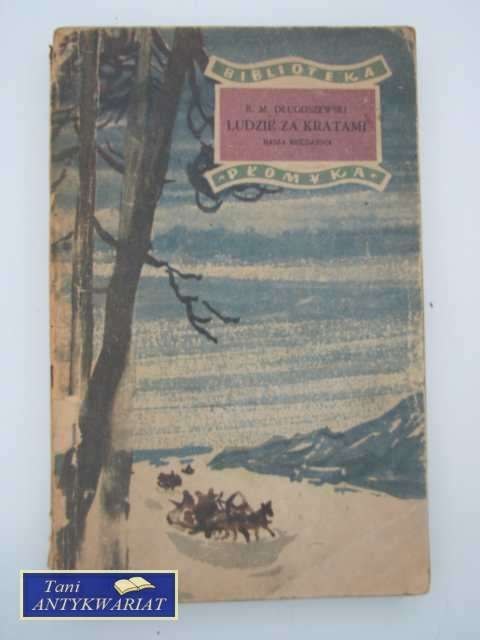 BIBLIOTEKA
R. M. DŁUGOSZEWSKI
LUDZIE ZA KRATAMI
NASZA KSIĘGARNIA
"PŁOMYKA"
Tani
ANTYKWARIAT